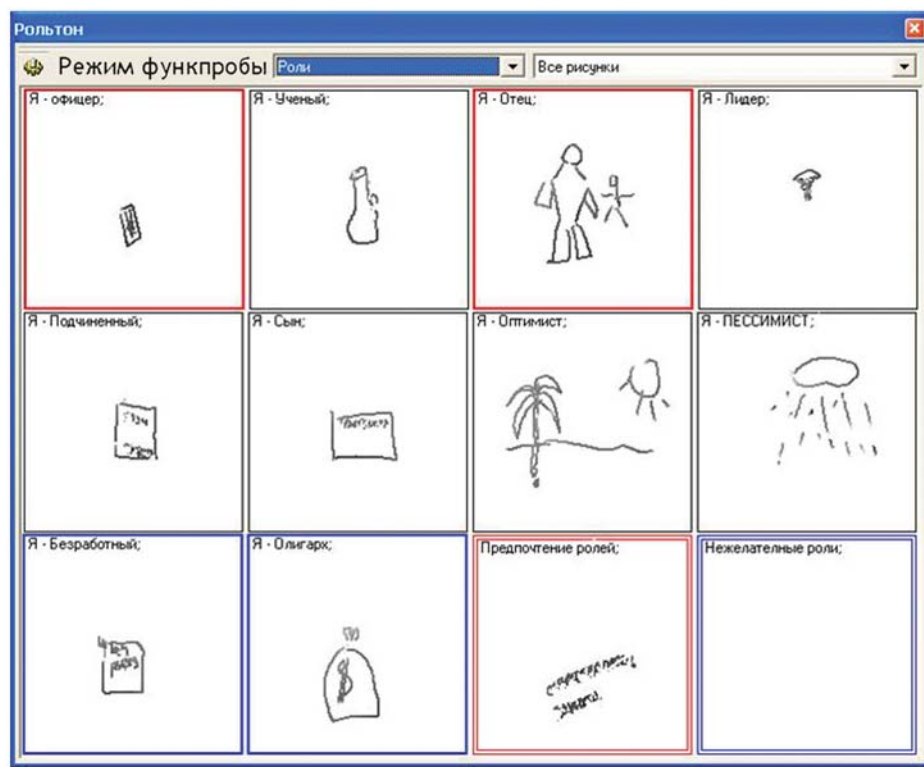 Рольтон
Режим функпробы Роли Все рисунки
Я - офицер; Я - Ученый; Я - Отец; Я - Лидер;
Я - Подчиненный; Я - Сын; Я - Оптимист; Я - ПЕССИМИСТ;
Я - Безработный; Я - Олигарх; Предпочтение ролей; Нежелателные роли;